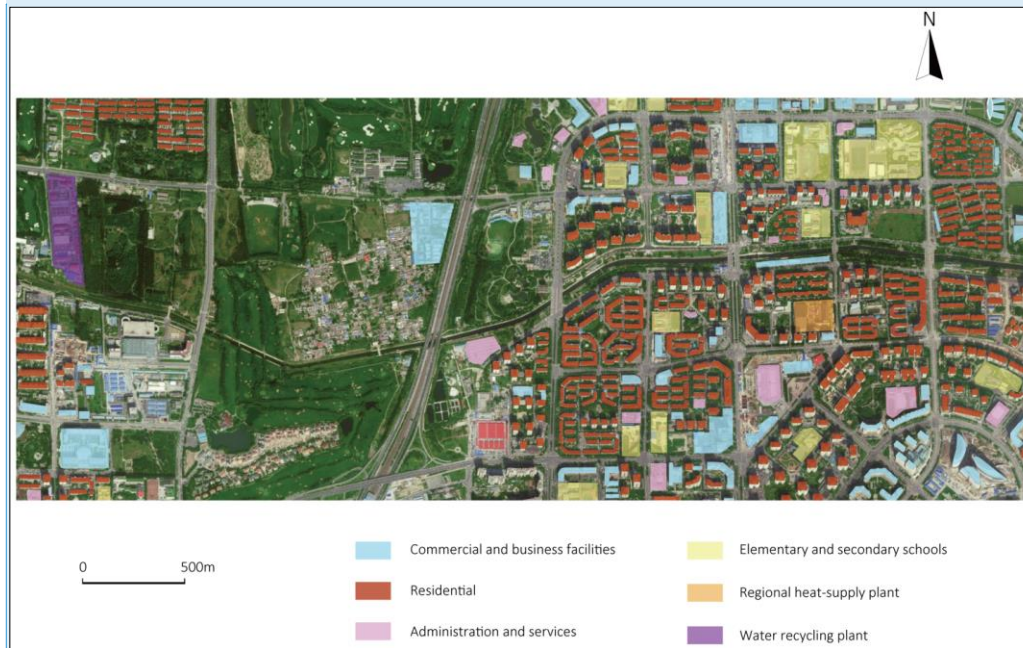 N
0 500m
Commercial and business facilities
Elementary and secondary schools
Residential
Regional heat-supply plant
Administration and services
Water recycling plant